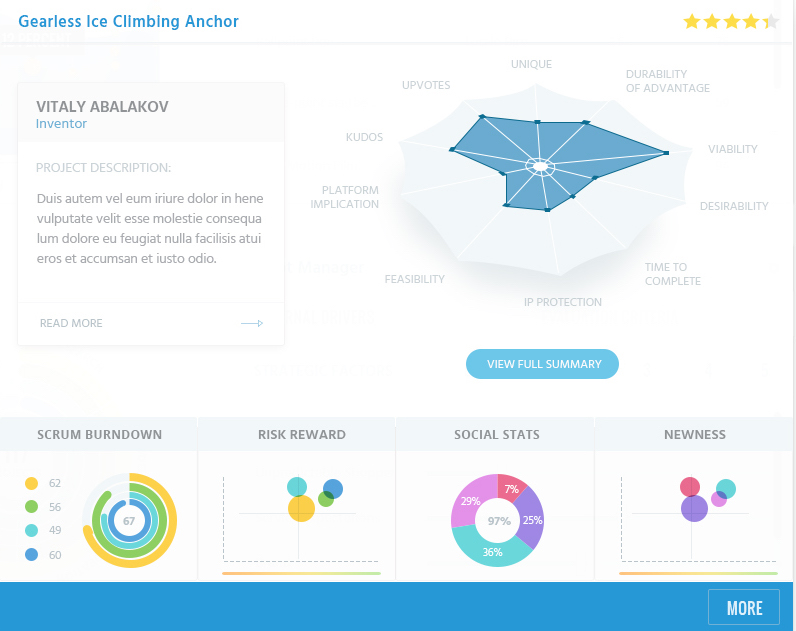 Gearless Ice Climbing Anchor
VITALY ABALAKOV
Inventor
PROJECT DESCRIPTION:
Duis autem vel eum iriure dolor in hene
vulputate velit esse molestie consequa
lum dolore eu feugiat nulla facilisis atui
eros et accumsan et iusto odio.
READ MORE
UNIQUE
UPVOTES
DURABILITY
OF ADVANTAGE
KUDOS
VIABILITY
PLATFORM
IMPLICATION
DESIRABILITY
FEASIBILITY
TIME TO
COMPLETE
IP PROTECTION
VIEW FULL SUMMARY
SCRUM BURNDOWN
62
56
49
60
67
RISK REWARD
SOCIAL STATS
7%
29%
97%
25%
36%
NEWNESS
MORE